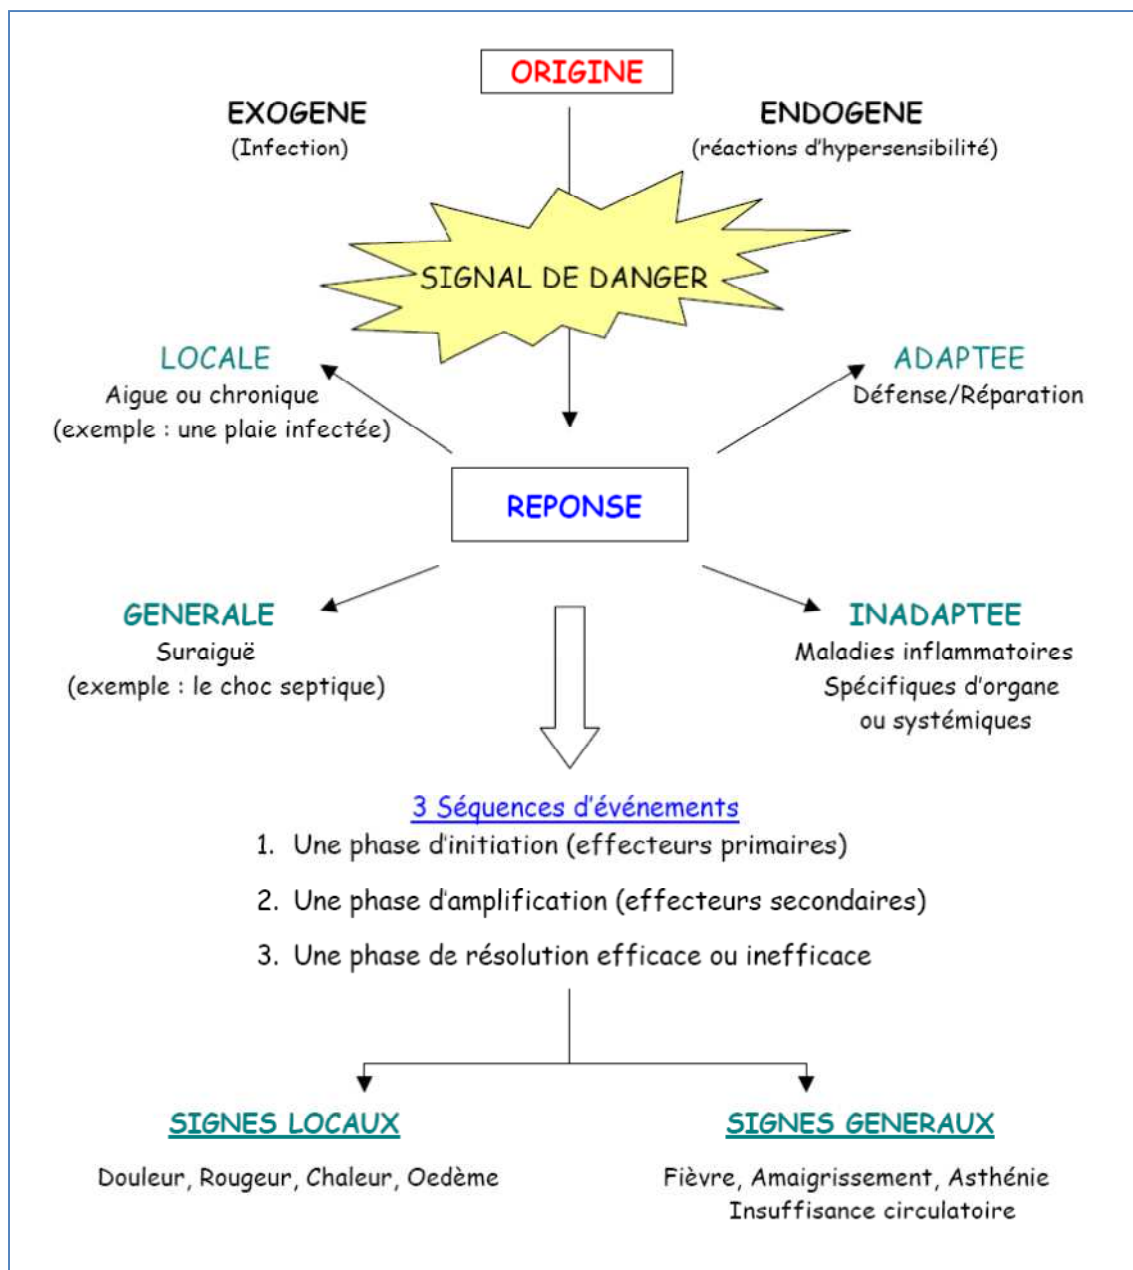 ORIGINE
EXOGENE
(Infection)
ENDOGENE
(réactions d'hypersensibilité)
SIGNAL DE DANGER
LOCALE
Aigue ou chronique
(exemple : une plaie infectée)
ADAPTEE
Défense/Réparation
REPONSE
GENERALE
Suraiguë
(exemple : le choc septique)
INADAPTEE
Maladies inflammatoires
Spécifiques d'organe
ou systémiques
3 Séquences d'événements
1. Une phase d'initiation (effecteurs primaires)
2. Une phase d'amplification (effecteurs secondaires)
3. Une phase de résolution efficace ou inefficace
SIGNES LOCAUX
Douleur, Rougeur, Chaleur, Oedème
SIGNES GENERAUX
Fièvre, Amaigrissement, Asthénie
Insuffisance circulatoire